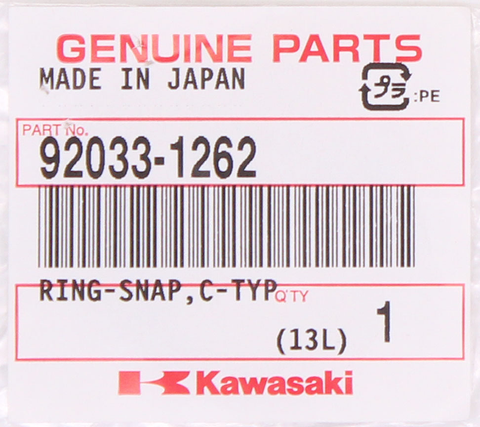 GENUINE PARTS
MADE IN JAPAN
プラ :PE
PART No.
92033-1262
RING-SNAP,C-TYP Q'TY
(13L) 1
Kawasaki